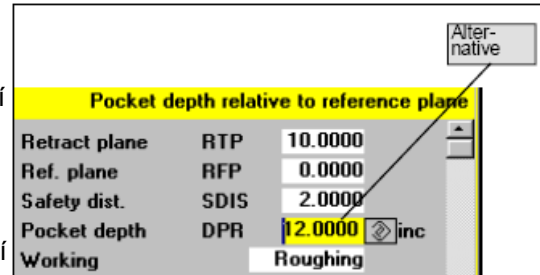 Alter-
native
í
Pocket depth relative to reference plane
Retract plane RTP 10.0000
Ref. plane RFP 0.0000
Safety dist. SDIS 2.0000
Pocket depth DPR 12.0000 inc
í
Working Roughing